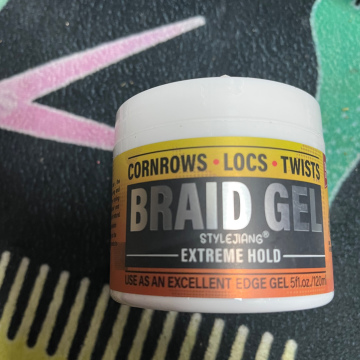 CORNROWS • LOCS • TWISTS
BRAID GEL
STYLEJIANG®
EXTREME HOLD
USE AS AN EXCELLENT EDGE GEL 5fl.oz./120ml